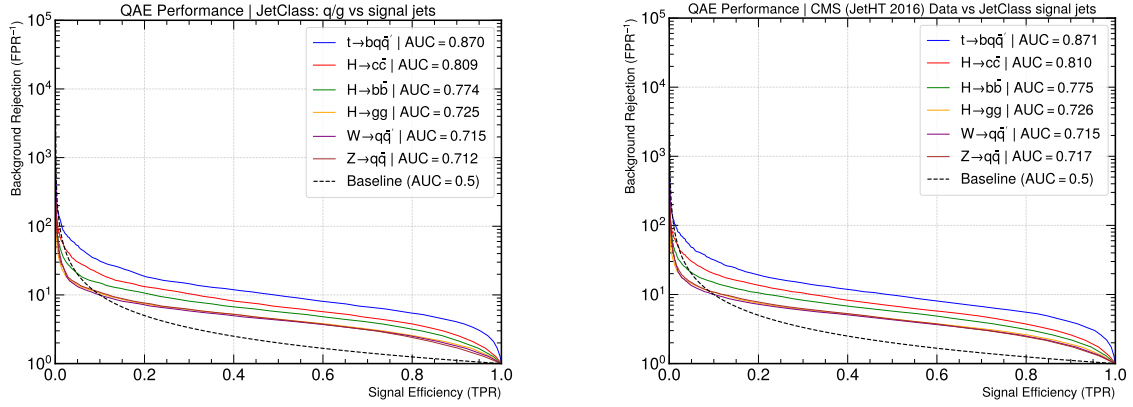 QAE Performance | JetClass: q/g vs signal jets
Background Rejection (FPR⁻¹)
10⁵
10⁴
10³
10²
10¹
10⁰
t→bqq̄′ | AUC = 0.870
H→cc̄ | AUC = 0.809
H→bb̄ | AUC = 0.774
H→gg | AUC = 0.725
W→qq̄′ | AUC = 0.715
Z→qq̄ | AUC = 0.712
Baseline (AUC = 0.5)
0.0 0.2 0.4 0.6 0.8 1.0
Signal Efficiency (TPR)
QAE Performance | CMS (JetHT 2016) Data vs JetClass signal jets
Background Rejection (FPR⁻¹)
10⁵
10⁴
10³
10²
10¹
10⁰
t→bqq̄′ | AUC = 0.871
H→cc̄ | AUC = 0.810
H→bb̄ | AUC = 0.775
H→gg | AUC = 0.726
W→qq̄′ | AUC = 0.715
Z→qq̄ | AUC = 0.717
Baseline (AUC = 0.5)
0.0 0.2 0.4 0.6 0.8 1.0
Signal Efficiency (TPR)